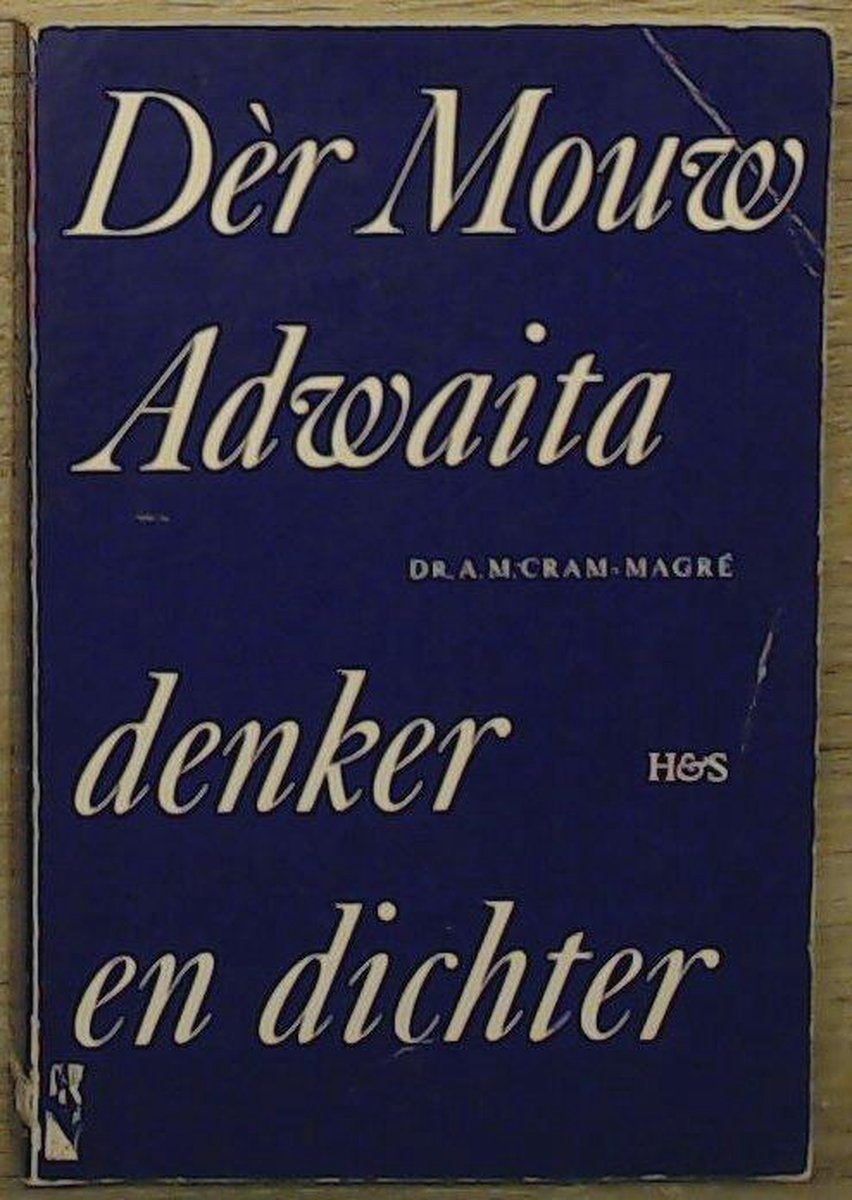 Dèr Mouw
Adwaita
DR. A. M. CRAM-MAGRÉ
denker
H&S
en dichter